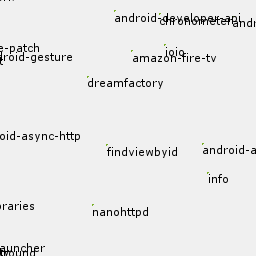 android-developer-api
chronometer
andr
e-patch
ioio
roid-gesture
amazon-fire-tv
dreamfactory
oid-async-http
findviewbyid
android-a
info
raries
nanohttpd
auncher